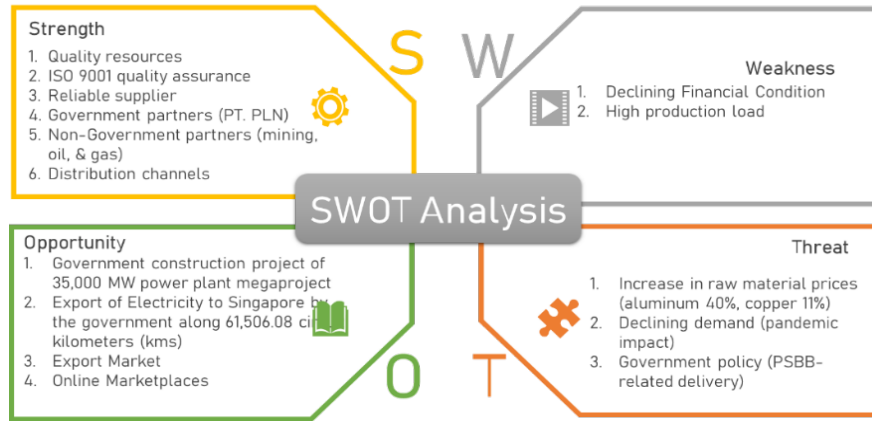 Strength
1. Quality resources
2. ISO 9001 quality assurance
3. Reliable supplier
4. Government partners (PT. PLN)
5. Non-Government partners (mining,
oil, & gas)
6. Distribution channels
S
W
Weakness
1. Declining Financial Condition
2. High production load
SWOT Analysis
Opportunity
1. Government construction project of
35,000 MW power plant megaproject
2. Export of Electricity to Singapore by
the government along 61,506.08
kilometers (kms)
3. Export Market
4. Online Marketplaces
O
T
Threat
1. Increase in raw material prices
(aluminum 40%, copper 11%)
2. Declining demand (pandemic
impact)
3. Government policy (PSBB-
related delivery)